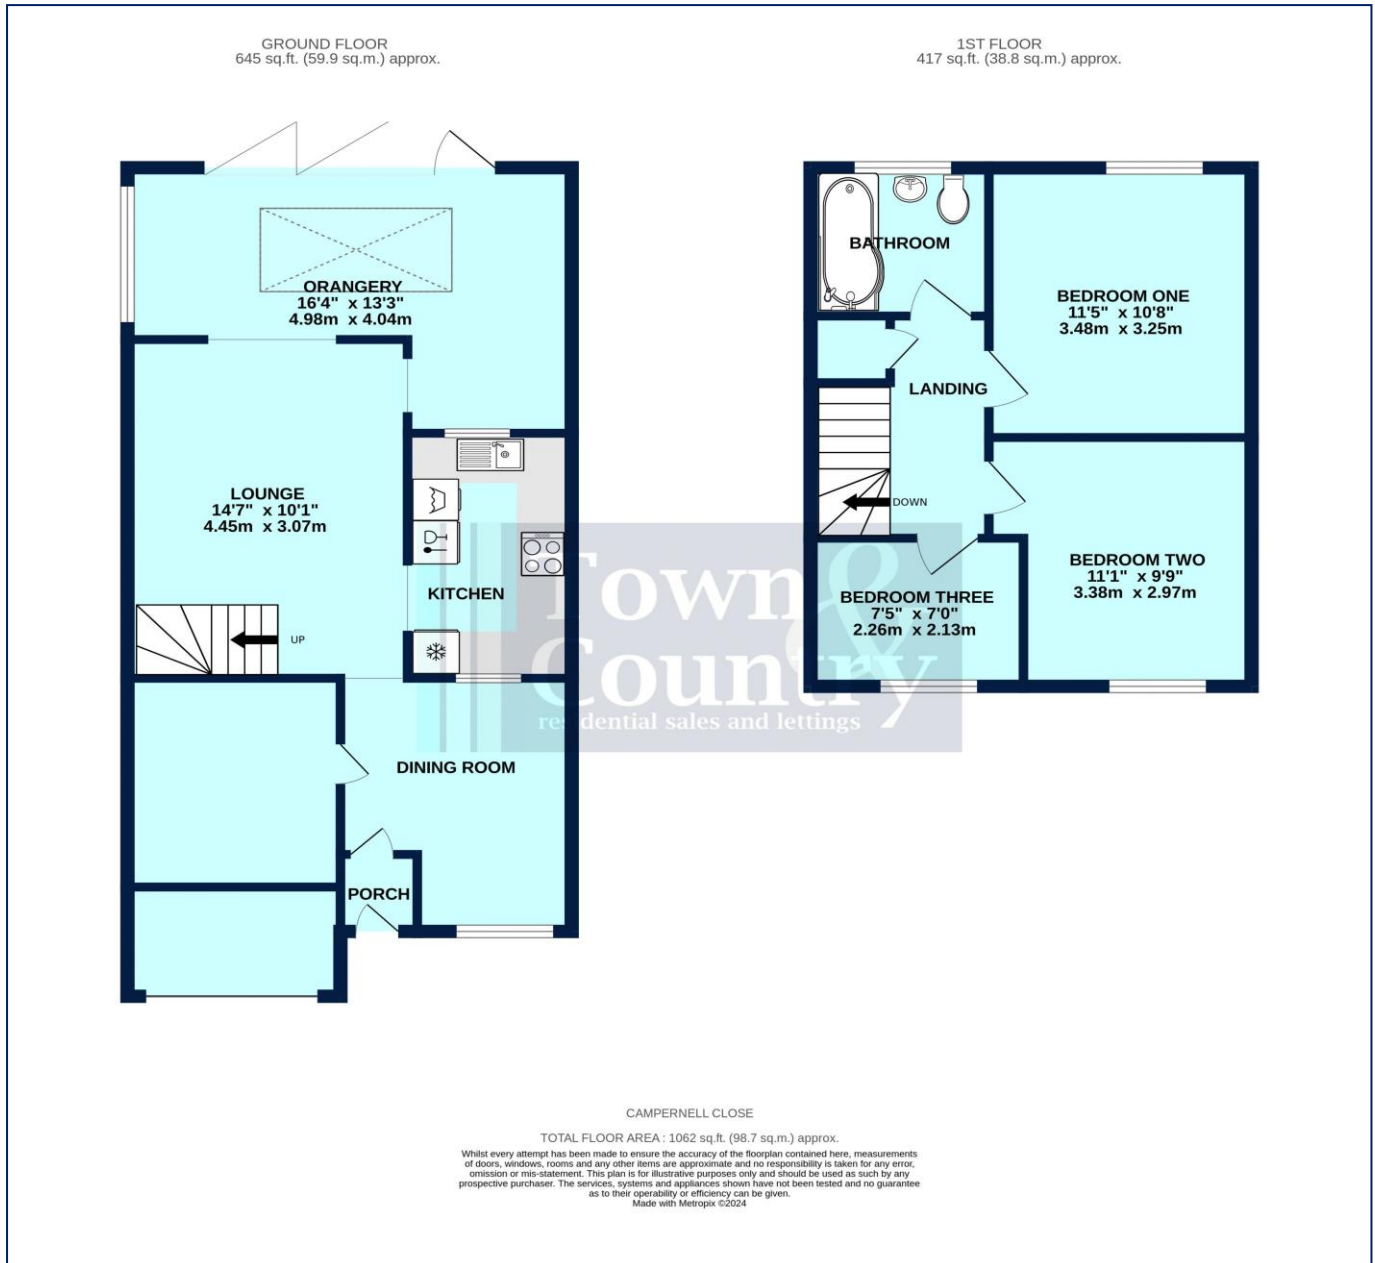 GROUND FLOOR
645 sq.ft. (59.9 sq.m.) approx.
1ST FLOOR
417 sq.ft. (38.8 sq.m.) approx.
ORANGERY
16'4" x 13'3"
4.98m x 4.04m
LOUNGE
14'7" x 10'1"
4.45m x 3.07m
UP
KITCHEN
DINING ROOM
PORCH
BATHROOM
BEDROOM ONE
11'5" x 10'8"
3.48m x 3.25m
LANDING
DOWN
BEDROOM TWO
11'1" x 9'9"
3.38m x 2.97m
BEDROOM THREE
7'5" x 7'0"
2.26m x 2.13m
Town &
Country
residential sales and lettings
CAMPERNELL CLOSE
TOTAL FLOOR AREA : 1062 sq.ft. (98.7 sq.m.) approx.
Whilst every attempt has been made to ensure the accuracy of the floorplan contained here, measurements
of doors, windows, rooms and any other items are approximate and no responsibility is taken for any error,
omission or mis-statement. This plan is for illustrative purposes only and should be used as such by any
prospective purchaser. The services, systems and appliances shown have not been tested and no guarantee
as to their operability or efficiency can be given.
Made with Metropix ©2024